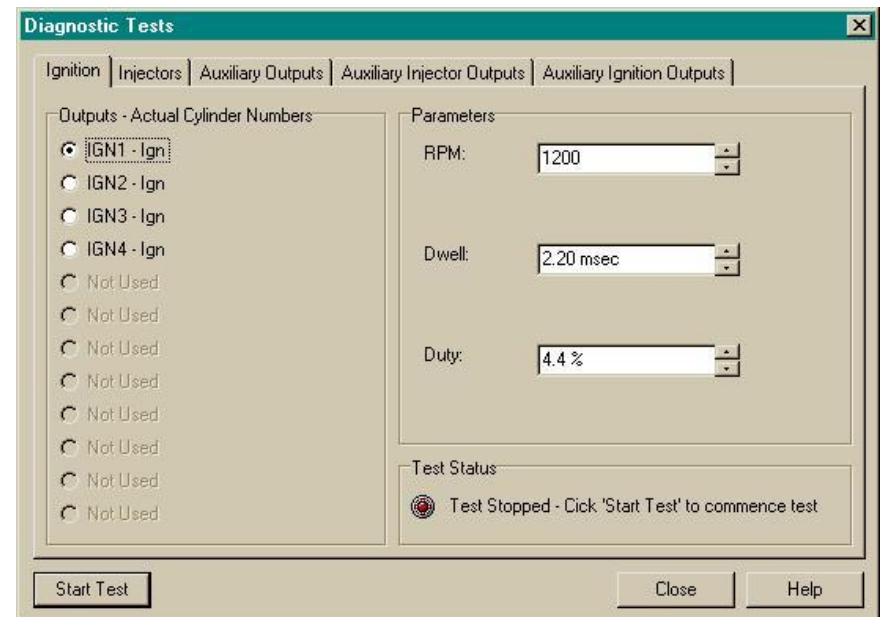 Diagnostic Tests
Ignition Injectors Auxiliary Outputs Auxiliary Injector Outputs Auxiliary Ignition Outputs
Outputs - Actual Cylinder Numbers
IGN1 - Ign
IGN2 - Ign
IGN3 - Ign
IGN4 - Ign
Not Used
Not Used
Not Used
Not Used
Not Used
Not Used
Not Used
Not Used
Parameters
RPM: 1200
Dwell: 2.20 msec
Duty: 4.4 %
Test Status
Test Stopped - Cick 'Start Test' to commence test
Start Test Close Help